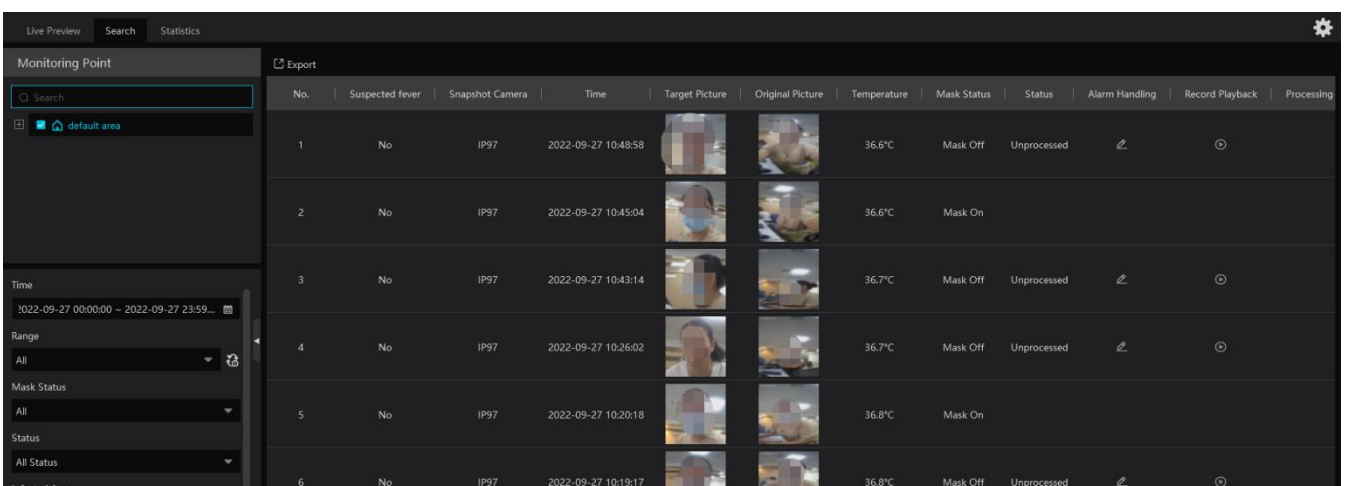 Live Preview Search Statistics
Monitoring Point
Search
default area
Time
2022-09-27 00:00:00 ~ 2022-09-27 23:59...
Range
All
Mask Status
All
Status
All Status
Export
No. Suspected fever Snapshot Camera Time Target Picture Original Picture Temperature Mask Status Status Alarm Handling Record Playback Processing
1 No IP97 2022-09-27 10:48:58 36.6°C Mask Off Unprocessed
2 No IP97 2022-09-27 10:45:04 36.6°C Mask On
3 No IP97 2022-09-27 10:43:14 36.7°C Mask Off Unprocessed
4 No IP97 2022-09-27 10:26:02 36.7°C Mask Off Unprocessed
5 No IP97 2022-09-27 10:20:18 36.8°C Mask On
6 No IP97 2022-09-27 10:19:17 36.8°C Mask Off Unprocessed